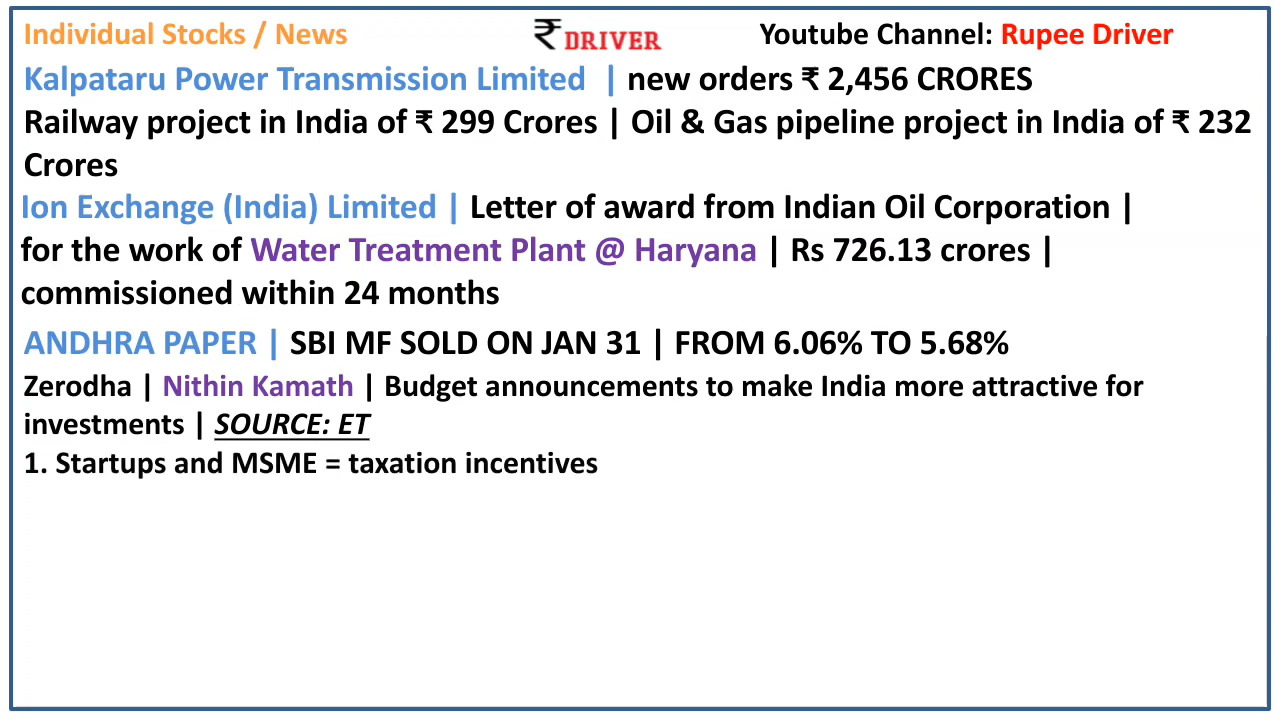 Individual Stocks / News ₹ DRIVER Youtube Channel: Rupee Driver
Kalpataru Power Transmission Limited | new orders ₹ 2,456 CRORES
Railway project in India of ₹ 299 Crores | Oil & Gas pipeline project in India of ₹ 232
Crores
Ion Exchange (India) Limited | Letter of award from Indian Oil Corporation |
for the work of Water Treatment Plant @ Haryana | Rs 726.13 crores |
commissioned within 24 months
ANDHRA PAPER | SBI MF SOLD ON JAN 31 | FROM 6.06% TO 5.68%
Zerodha | Nithin Kamath | Budget announcements to make India more attractive for
investments | SOURCE: ET
1. Startups and MSME = taxation incentives